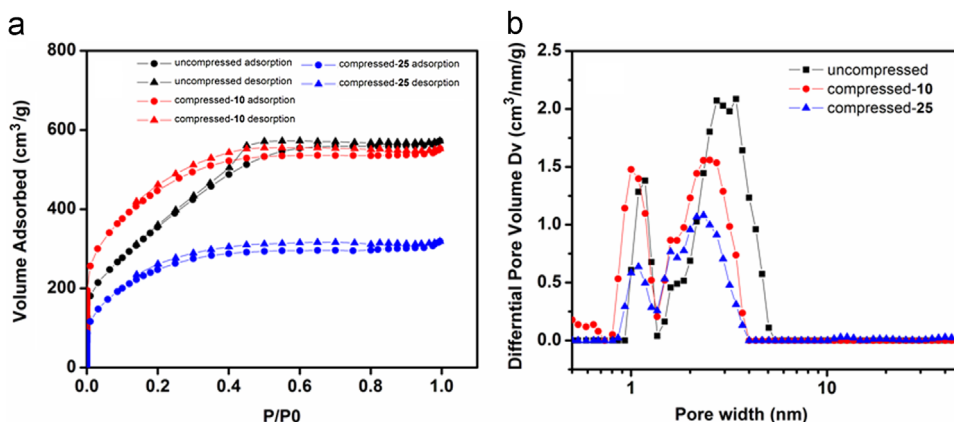 a
800
600
400
200
0
Volume Adsorbed (cm³/g)
uncompressed adsorption
uncompressed desorption
compressed-10 adsorption
compressed-10 desorption
compressed-25 adsorption
compressed-25 desorption
0.0 0.2 0.4 0.6 0.8 1.0
P/P0
b
2.5
2.0
1.5
1.0
0.5
0.0
Differntial Pore Volume Dv (cm³/nm/g)
uncompressed
compressed-10
compressed-25
1 10
Pore width (nm)